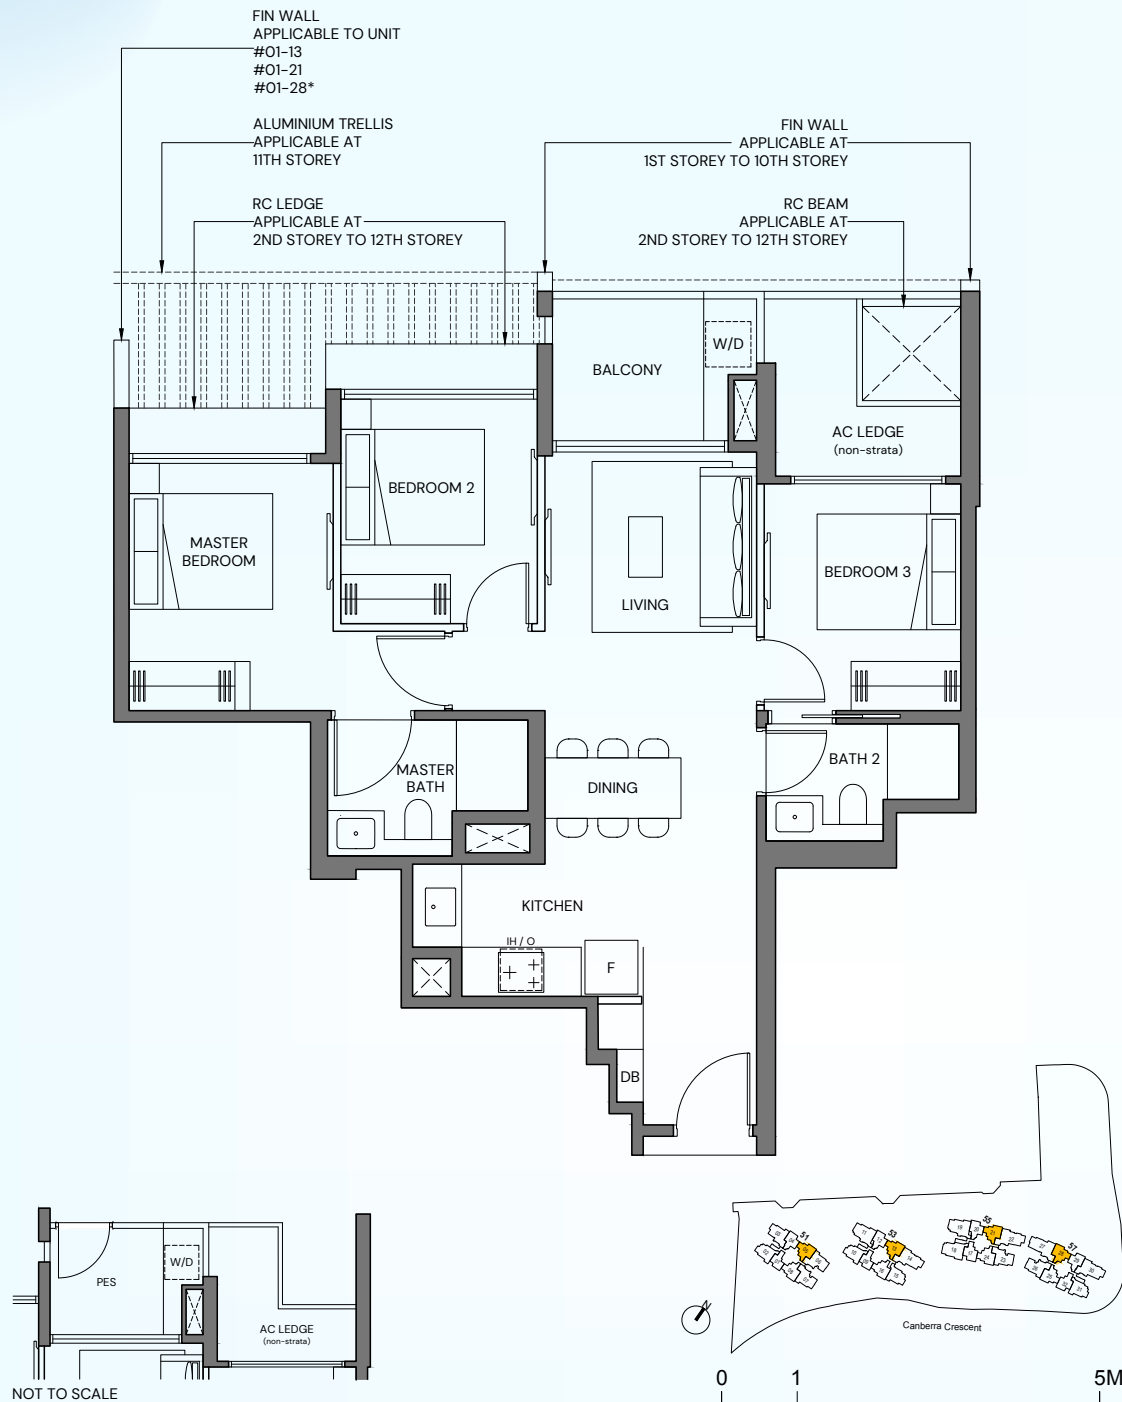 FIN WALL
APPLICABLE TO UNIT
#01-13
#01-21
#01-28*
ALUMINIUM TRELLIS
APPLICABLE AT
11TH STOREY
FIN WALL
APPLICABLE AT
1ST STOREY TO 10TH STOREY
RC LEDGE
APPLICABLE AT
2ND STOREY TO 12TH STOREY
RC BEAM
APPLICABLE AT
2ND STOREY TO 12TH STOREY
W/D
BALCONY
AC LEDGE
(non-strata)
BEDROOM 2
MASTER
BEDROOM
BEDROOM 3
LIVING
MASTER
BATH
DINING
BATH 2
KITCHEN
IH / O
F
DB
PES
W/D
AC LEDGE
(non-strata)
NOT TO SCALE
51
53
55
57
N
Canberra Crescent
0 1 5M